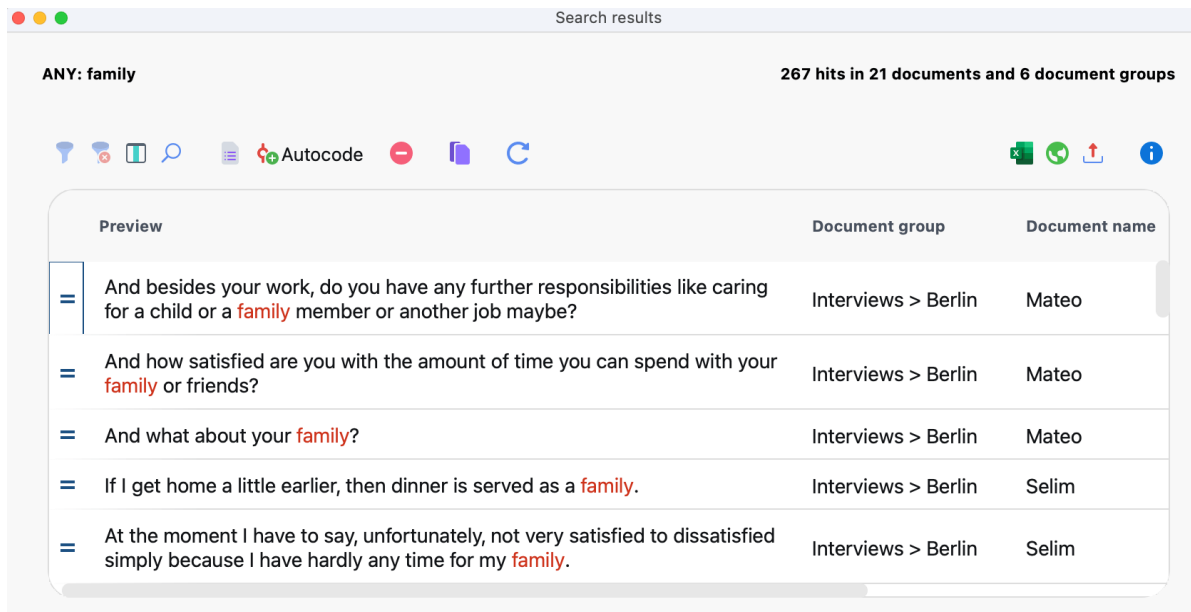 Search results
ANY: family
267 hits in 21 documents and 6 document groups
Autocode
Preview
Document group
Document name
And besides your work, do you have any further responsibilities like caring
for a child or a family member or another job maybe?
Interviews > Berlin
Mateo
And how satisfied are you with the amount of time you can spend with your
family or friends?
Interviews > Berlin
Mateo
And what about your family?
Interviews > Berlin
Mateo
If I get home a little earlier, then dinner is served as a family.
Interviews > Berlin
Selim
At the moment I have to say, unfortunately, not very satisfied to dissatisfied
simply because I have hardly any time for my family.
Interviews > Berlin
Selim